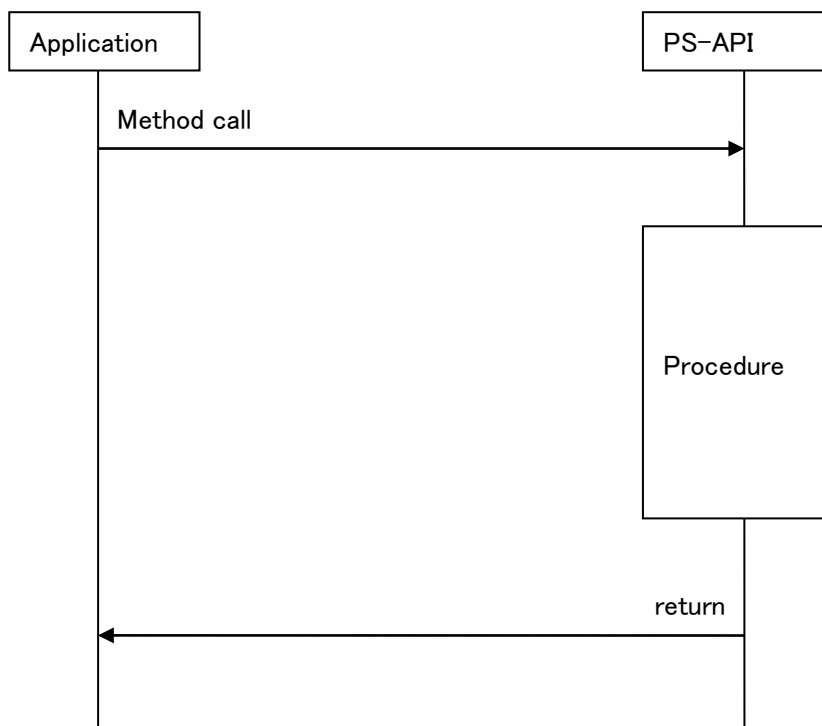 Application
PS-API
Method call
Procedure
return